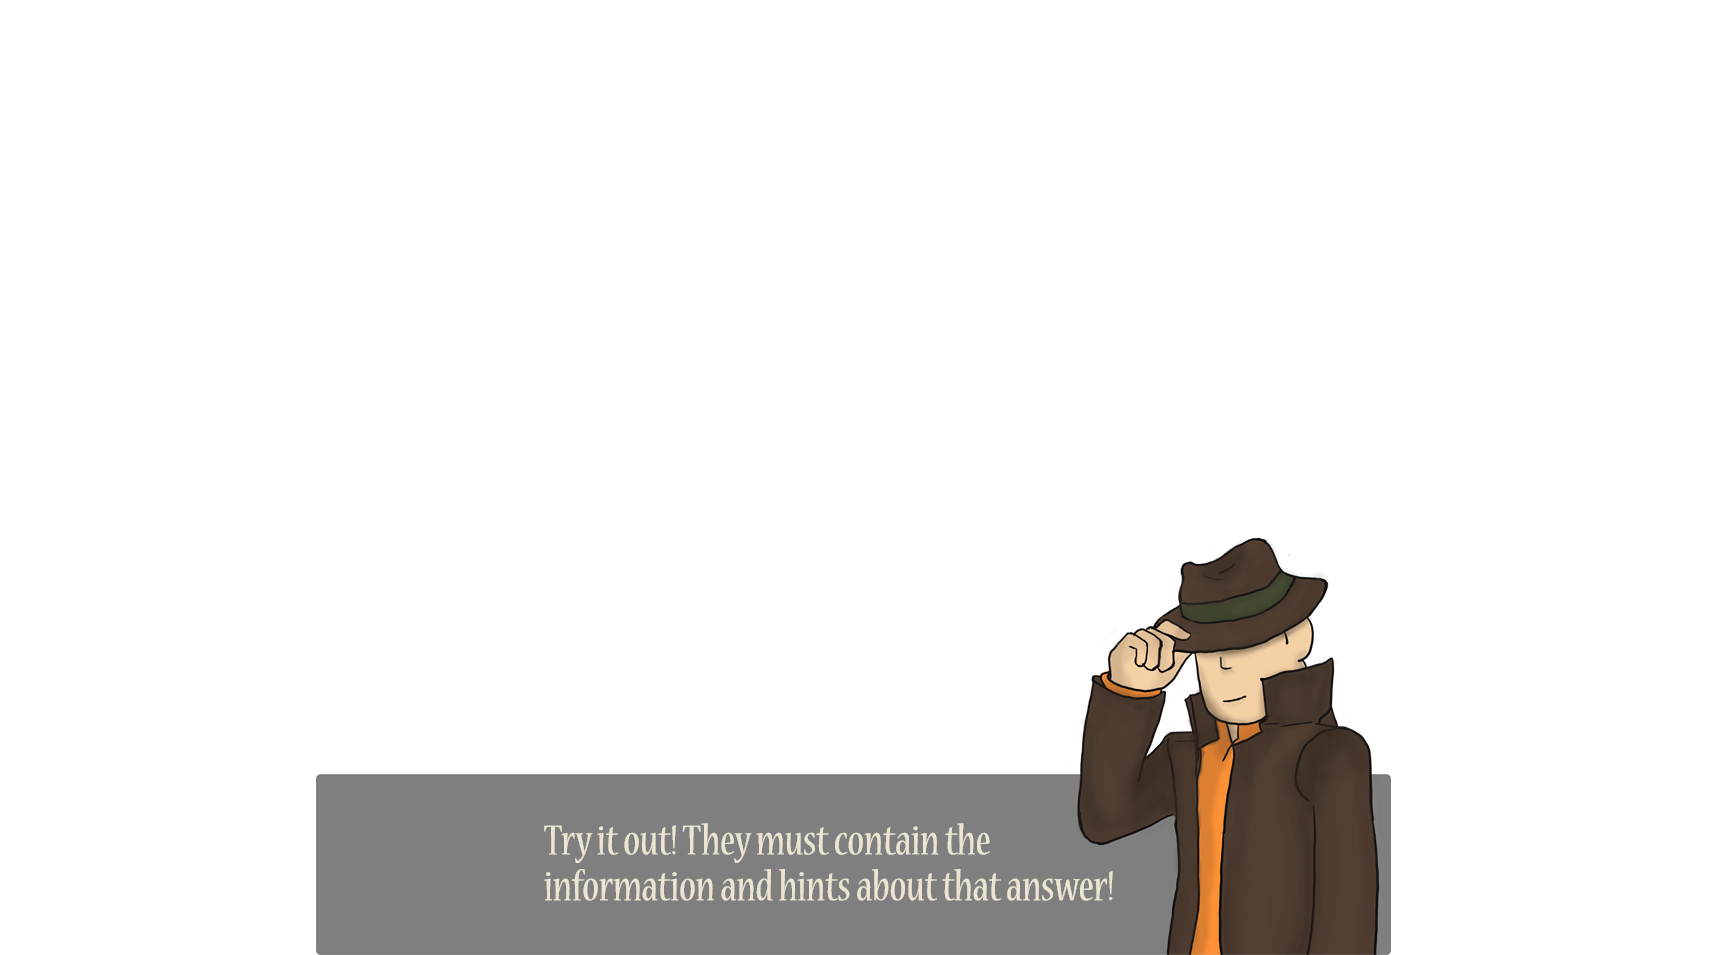 Try it out! They must contain the
information and hints about that answer!